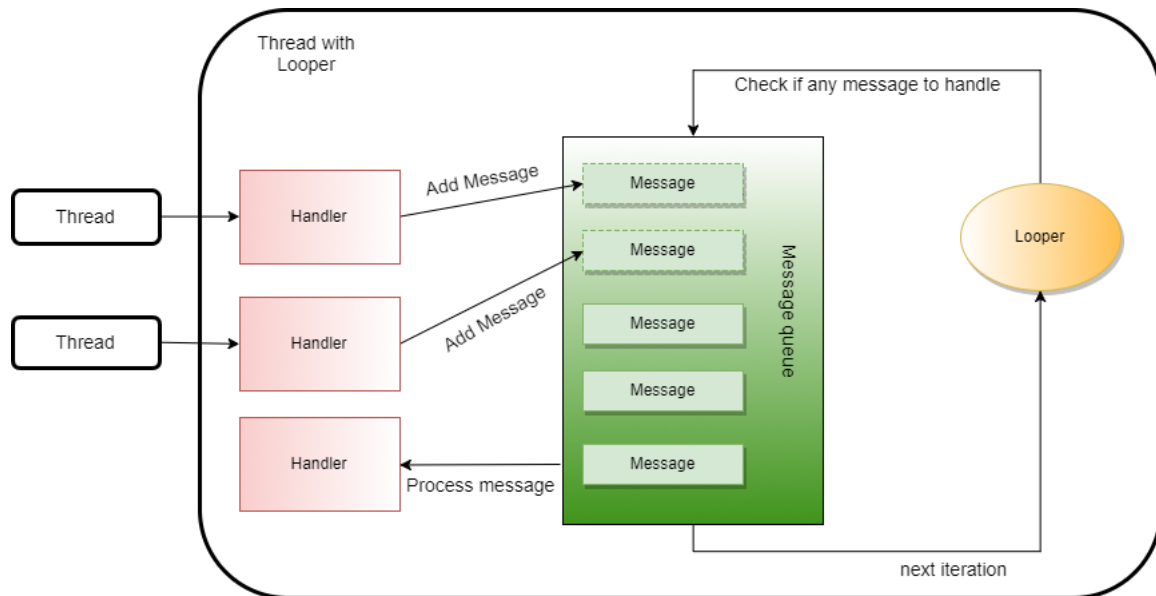 Thread with
Looper
Check if any message to handle
Thread
Handler
Add Message
Message
Message
Looper
Message queue
Thread
Handler
Add Message
Message
Message
Handler
Process message
Message
next iteration